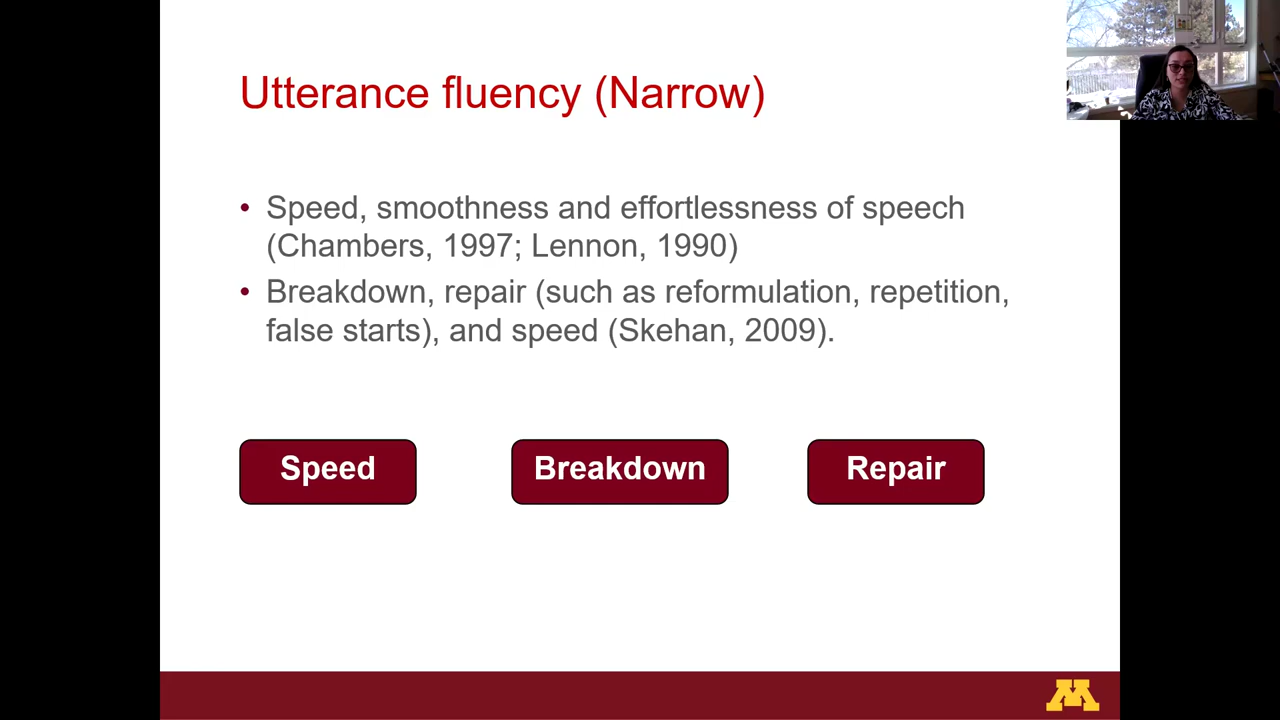 Utterance fluency (Narrow)
• Speed, smoothness and effortlessness of speech
(Chambers, 1997; Lennon, 1990)
• Breakdown, repair (such as reformulation, repetition,
false starts), and speed (Skehan, 2009).
Speed
Breakdown
Repair
M